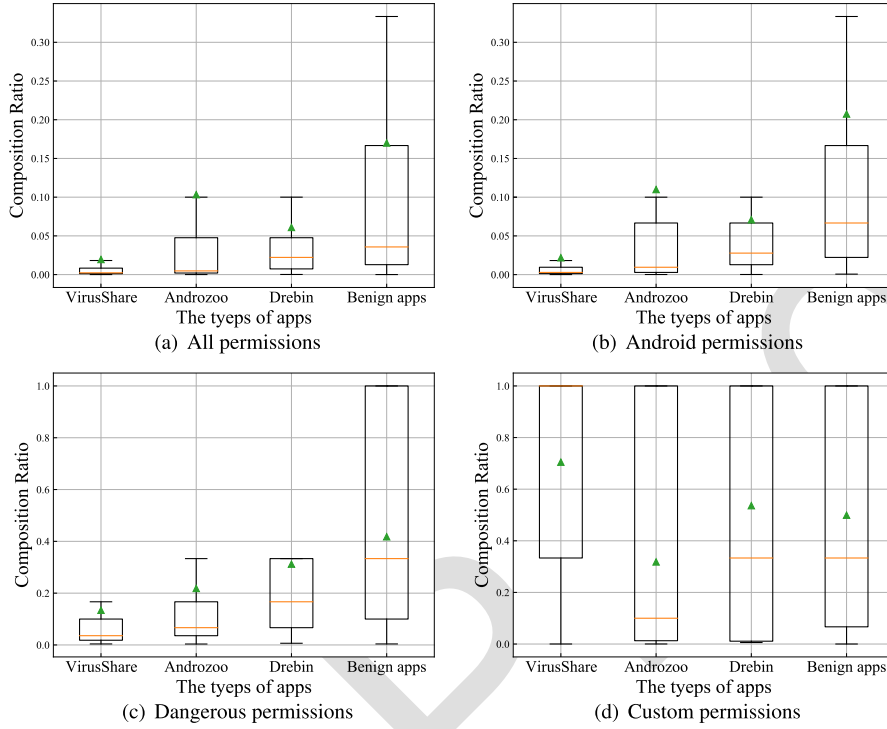 Composition Ratio
0.30
0.25
0.20
0.15
0.10
0.05
0.00
VirusShare Androzoo Drebin Benign apps
The tyeps of apps
(a) All permissions
Composition Ratio
0.30
0.25
0.20
0.15
0.10
0.05
0.00
VirusShare Androzoo Drebin Benign apps
The tyeps of apps
(b) Android permissions
Composition Ratio
1.0
0.8
0.6
0.4
0.2
0.0
VirusShare Androzoo Drebin Benign apps
The tyeps of apps
(c) Dangerous permissions
Composition Ratio
1.0
0.8
0.6
0.4
0.2
0.0
VirusShare Androzoo Drebin Benign apps
The tyeps of apps
(d) Custom permissions